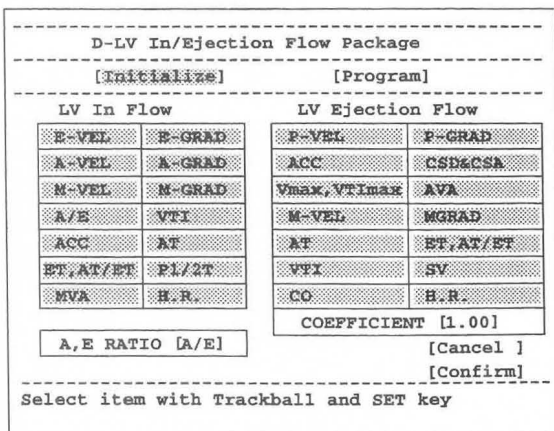 D-LV In/Ejection Flow Package
[Initialize] [Program]
LV In Flow LV Ejection Flow
E-VEL E-GRAD P-VEL P-GRAD
A-VEL A-GRAD ACC CSD&CSA
M-VEL M-GRAD Vmax,VTImax AVA
A/E VTI M-VEL MGRAD
ACC AT AT ET,AT/ET
ET,AT/ET P1/2T VTI SV
MVA H.R. CO H.R.
COEFFICIENT [1.00]
A,E RATIO [A/E]
[Cancel ]
[Confirm]
Select item with Trackball and SET key